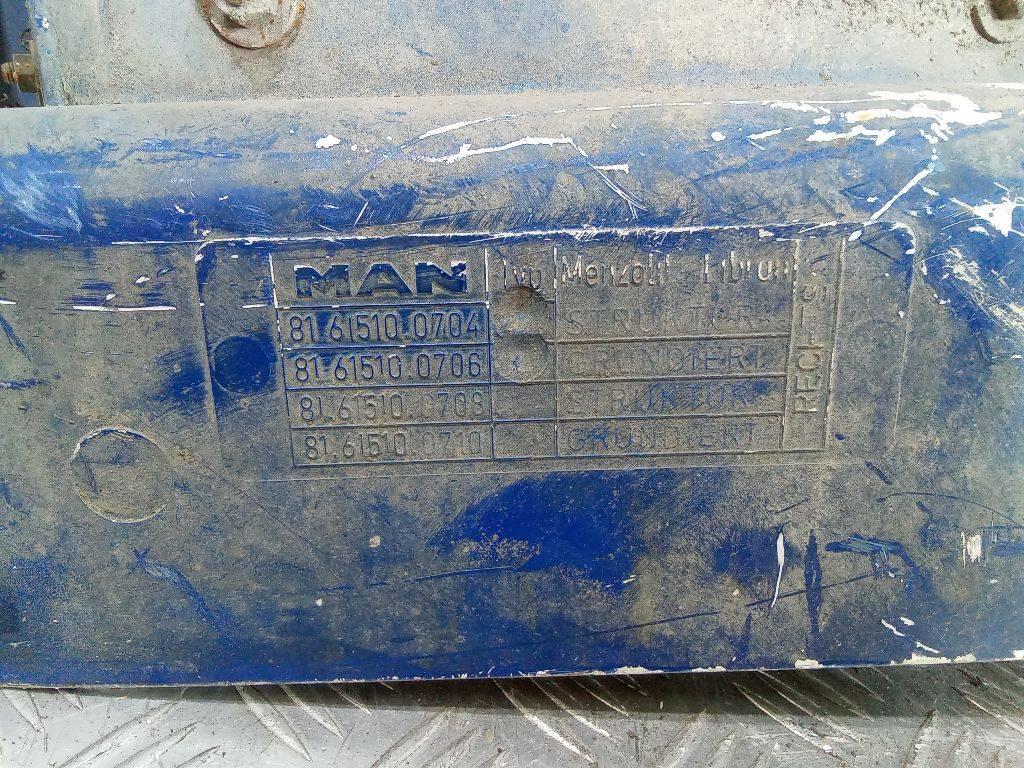 MAN Typ Menzolit - Fibron
81.61510.0704 STRUKTUR
81.61510.0706 GRUNDIERT
81.61510.0708 STRUKTUR
81.61510.0710 GRUNDIERT
RECHTS